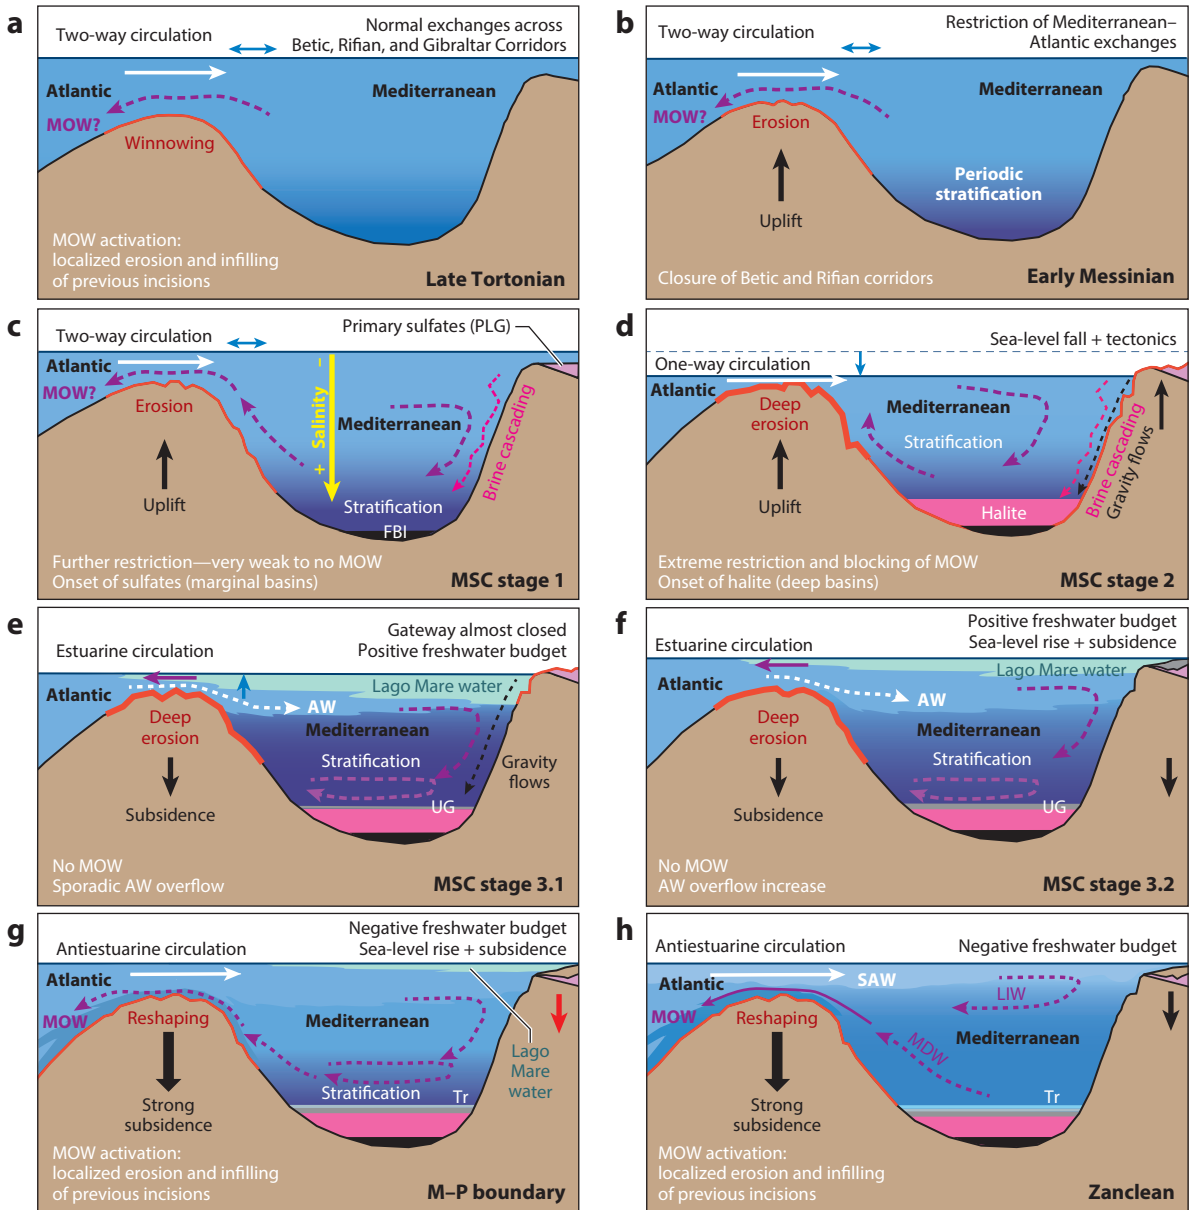 a
Two-way circulation
Normal exchanges across
Betic, Rifian, and Gibraltar Corridors
Atlantic
Mediterranean
MOW?
Winnowing
MOW activation:
localized erosion and infilling
of previous incisions
Late Tortonian
b
Two-way circulation
Restriction of Mediterranean–
Atlantic exchanges
Atlantic
Mediterranean
MOW?
Erosion
Periodic
stratification
Uplift
Closure of Betic and Rifian corridors
Early Messinian
c
Two-way circulation
Primary sulfates (PLG)
Atlantic
MOW?
Erosion
– Salinity +
Mediterranean
Brine cascading
Uplift
Stratification
FBI
Further restriction—very weak to no MOW
Onset of sulfates (marginal basins)
MSC stage 1
d
Sea-level fall + tectonics
One-way circulation
Atlantic
Deep
erosion
Mediterranean
Stratification
Brine cascading
Gravity flows
Uplift
Halite
Extreme restriction and blocking of MOW
Onset of halite (deep basins)
MSC stage 2
e
Estuarine circulation
Gateway almost closed
Positive freshwater budget
Atlantic
Lago Mare water
AW
Deep
erosion
Mediterranean
Stratification
Gravity
flows
Subsidence
UG
No MOW
Sporadic AW overflow
MSC stage 3.1
f
Estuarine circulation
Positive freshwater budget
Sea-level rise + subsidence
Lago Mare water
Atlantic
AW
Deep
erosion
Mediterranean
Stratification
Subsidence
UG
No MOW
AW overflow increase
MSC stage 3.2
g
Antiestuarine circulation
Negative freshwater budget
Sea-level rise + subsidence
Atlantic
MOW
Reshaping
Mediterranean
Lago
Mare
water
Stratification
Tr
Strong
subsidence
MOW activation:
localized erosion and infilling
of previous incisions
M–P boundary
h
Antiestuarine circulation
Negative freshwater budget
Atlantic
SAW
LIW
MOW
Reshaping
MDW
Mediterranean
Tr
Strong
subsidence
MOW activation:
localized erosion and infilling
of previous incisions
Zanclean